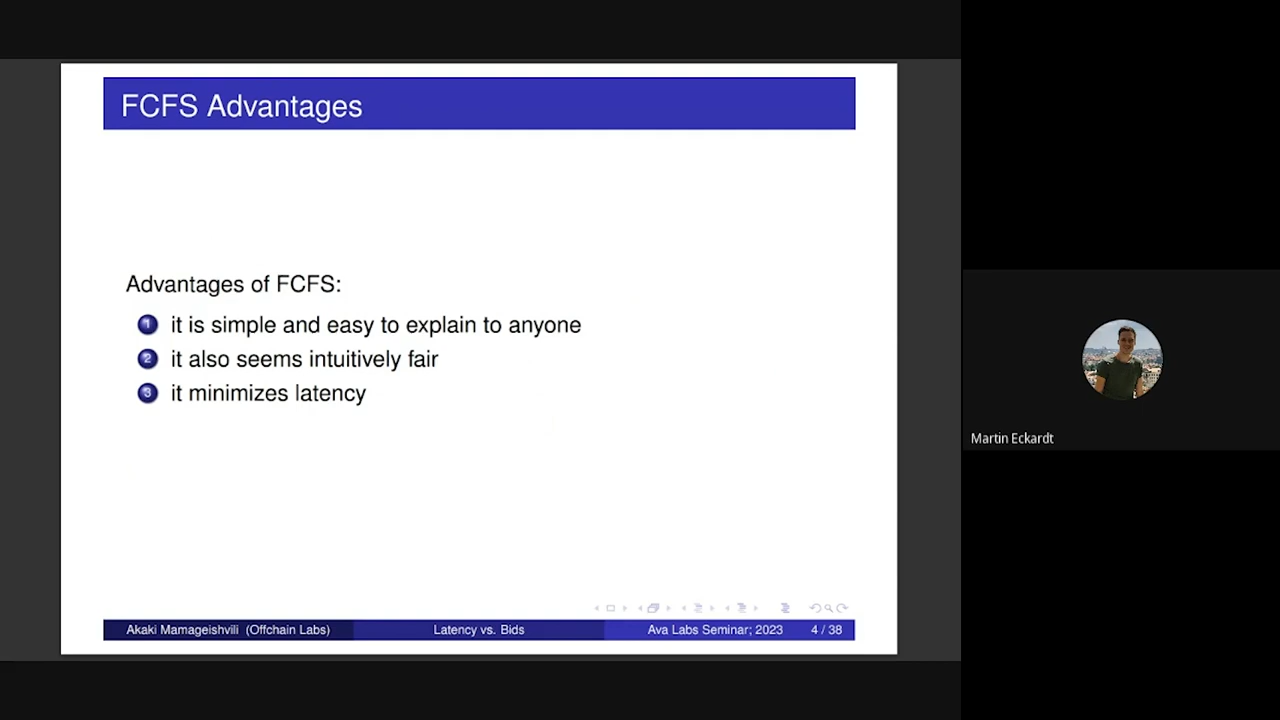 FCFS Advantages
Advantages of FCFS:
1 it is simple and easy to explain to anyone
2 it also seems intuitively fair
3 it minimizes latency
Akaki Mamageishvili (Offchain Labs) Latency vs. Bids Ava Labs Seminar; 2023 4 / 38
Martin Eckardt